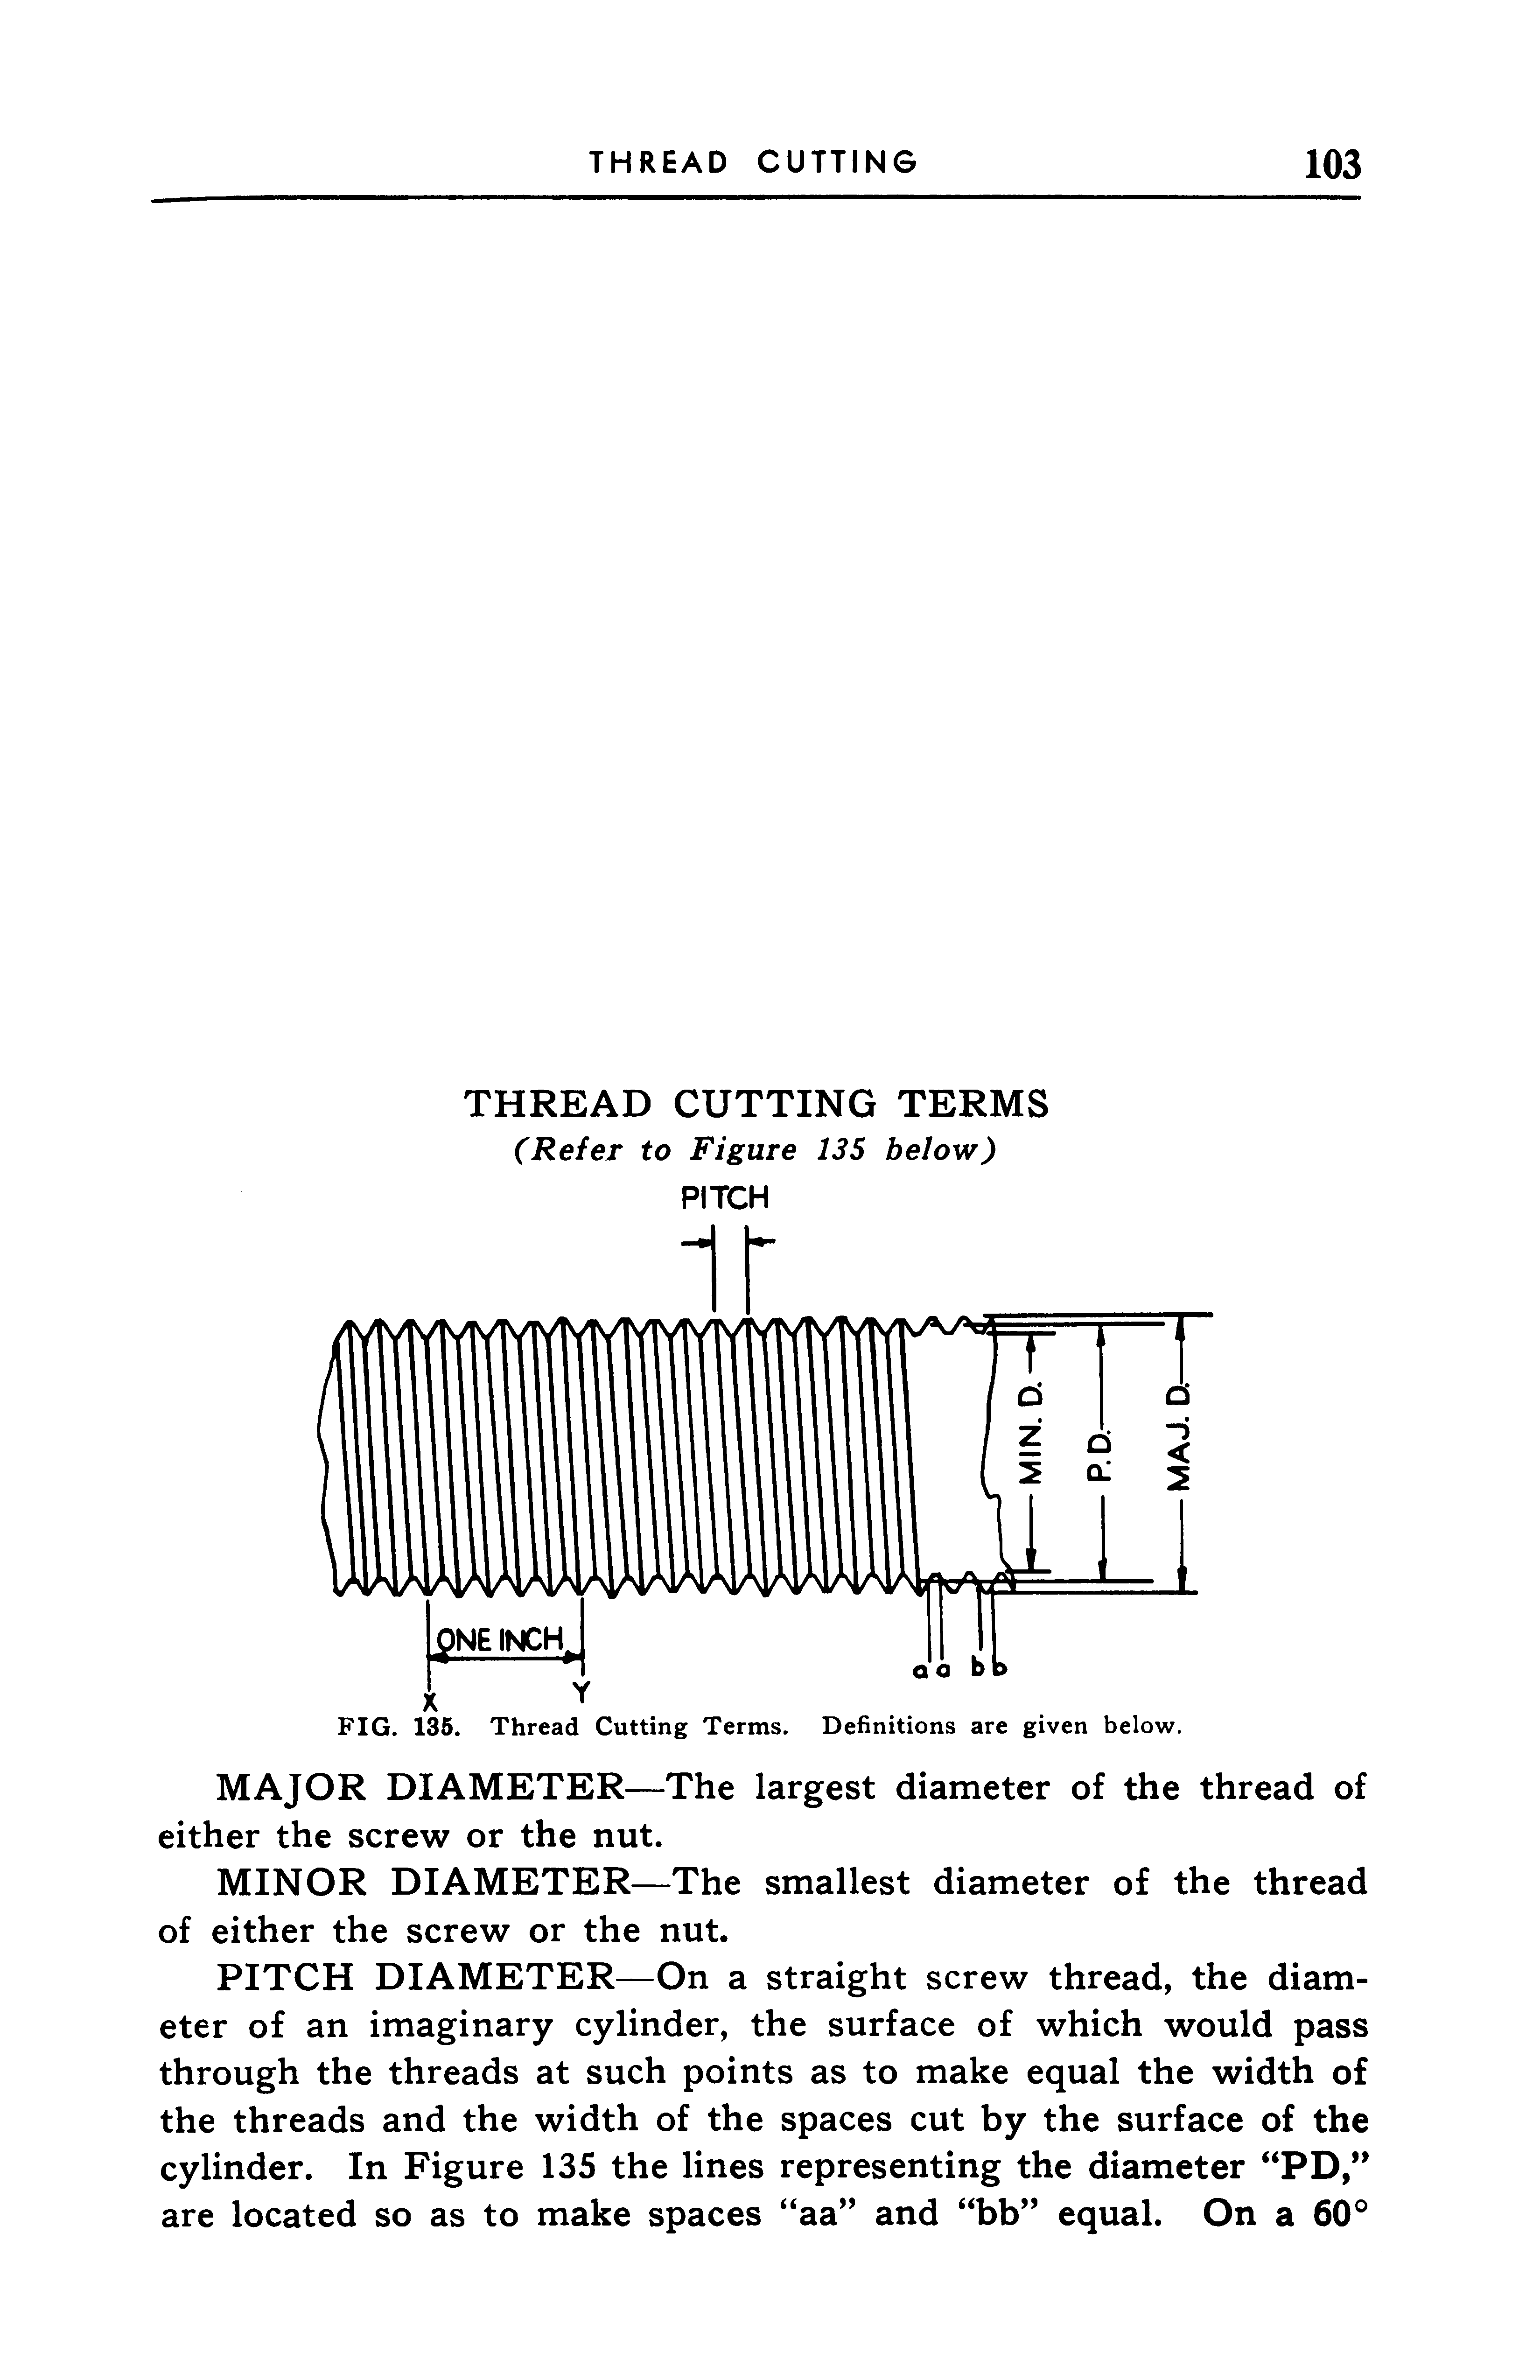 THREAD CUTTING 103
THREAD CUTTING TERMS
(Refer to Figure 135 below)
PITCH
MIN. D.
P.D.
MAJ. D.
ONE INCH
a a b b
X Y
FIG. 135. Thread Cutting Terms. Definitions are given below.
MAJOR DIAMETER—The largest diameter of the thread of
either the screw or the nut.
MINOR DIAMETER—The smallest diameter of the thread
of either the screw or the nut.
PITCH DIAMETER—On a straight screw thread, the diam-
eter of an imaginary cylinder, the surface of which would pass
through the threads at such points as to make equal the width of
the threads and the width of the spaces cut by the surface of the
cylinder. In Figure 135 the lines representing the diameter “PD,”
are located so as to make spaces “aa” and “bb” equal. On a 60°